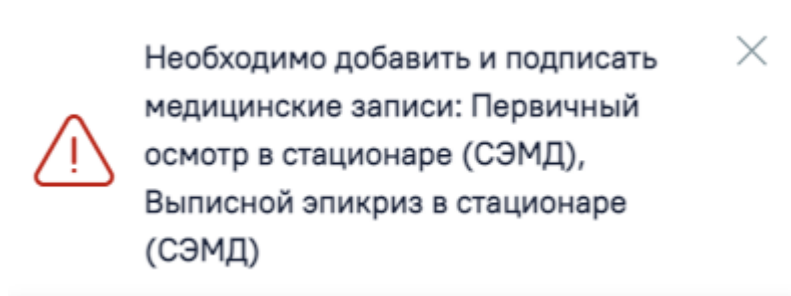 Необходимо добавить и подписать
медицинские записи: Первичный
осмотр в стационаре (СЭМД),
Выписной эпикриз в стационаре
(СЭМД)